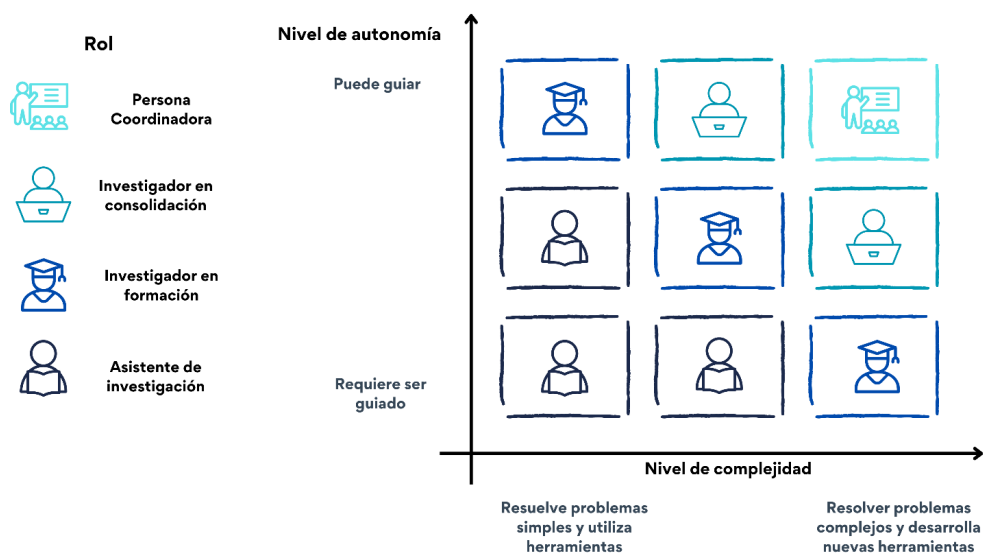 Rol
Persona
Coordinadora
Investigador en
consolidación
Investigador en
formación
Asistente de
investigación
Nivel de autonomía
Puede guiar
Requiere ser
guiado
Nivel de complejidad
Resuelve problemas
simples y utiliza
herramientas
Resolver problemas
complejos y desarrolla
nuevas herramientas